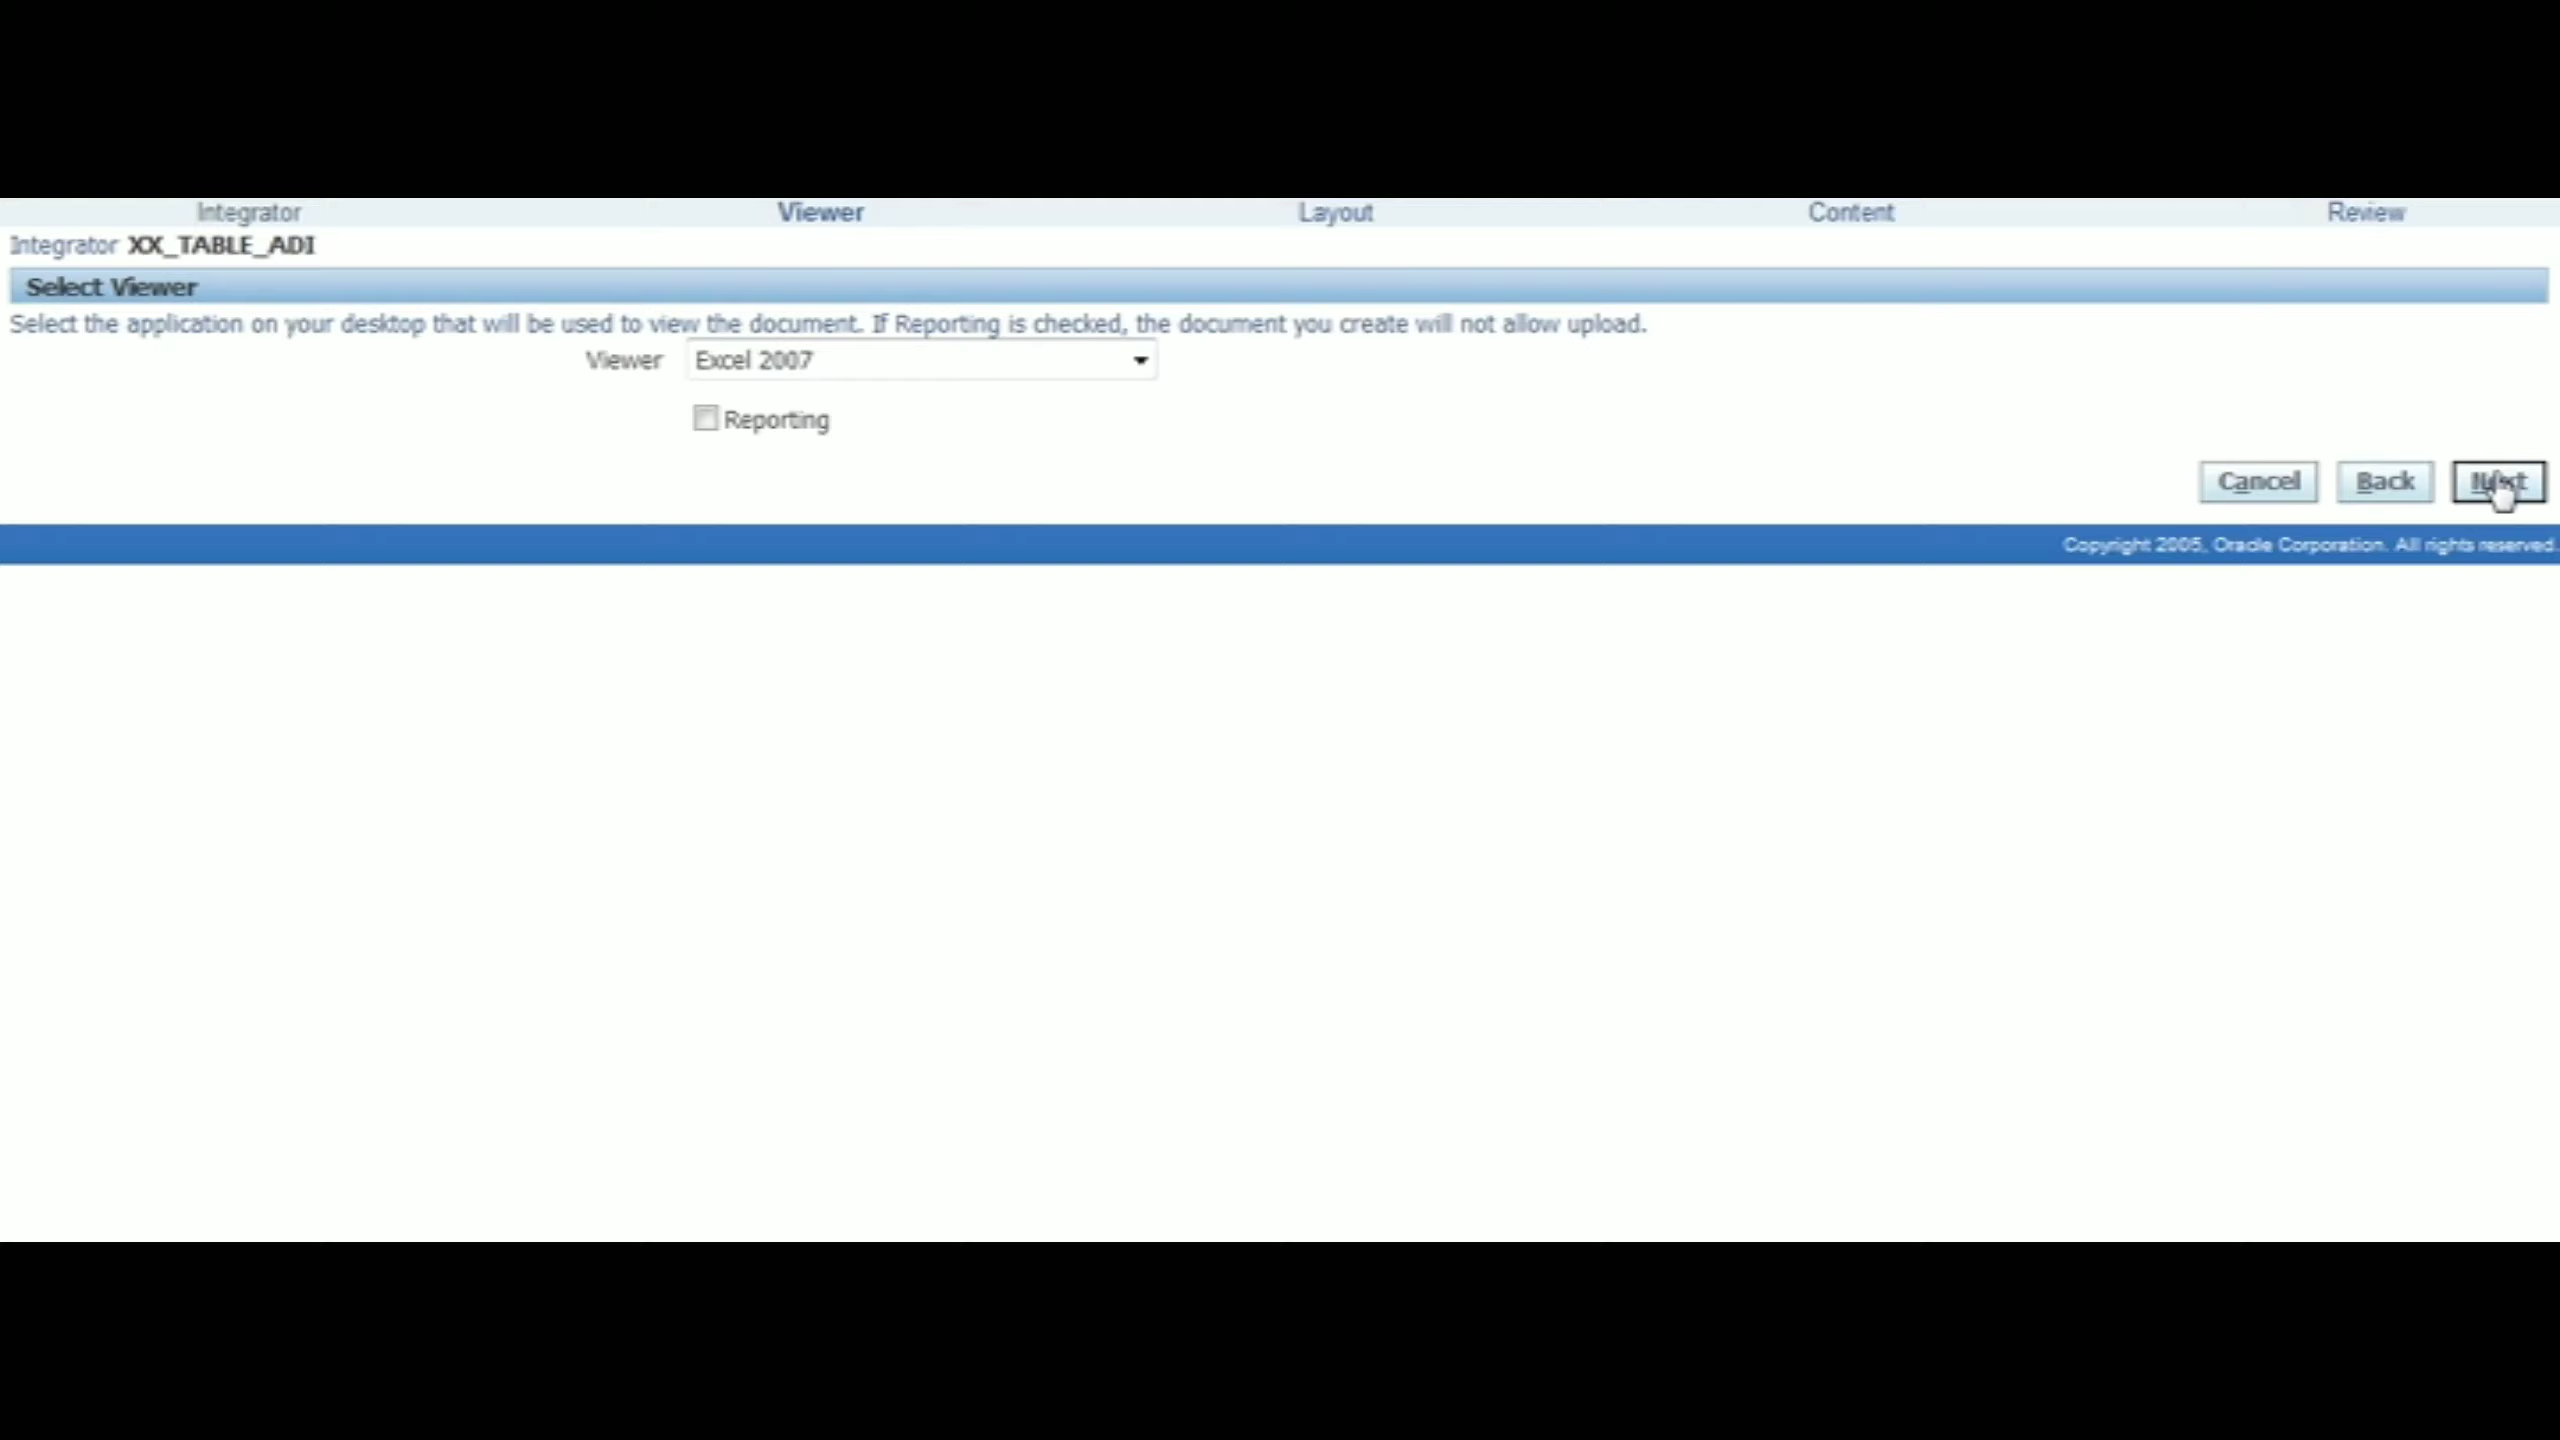 Integrator Viewer Layout Content Review
Integrator XX_TABLE_ADI
Select Viewer
Select the application on your desktop that will be used to view the document. If Reporting is checked, the document you create will not allow upload.
Viewer Excel 2007
Reporting
Cancel Back Next
Copyright 2005, Oracle Corporation. All rights reserved.